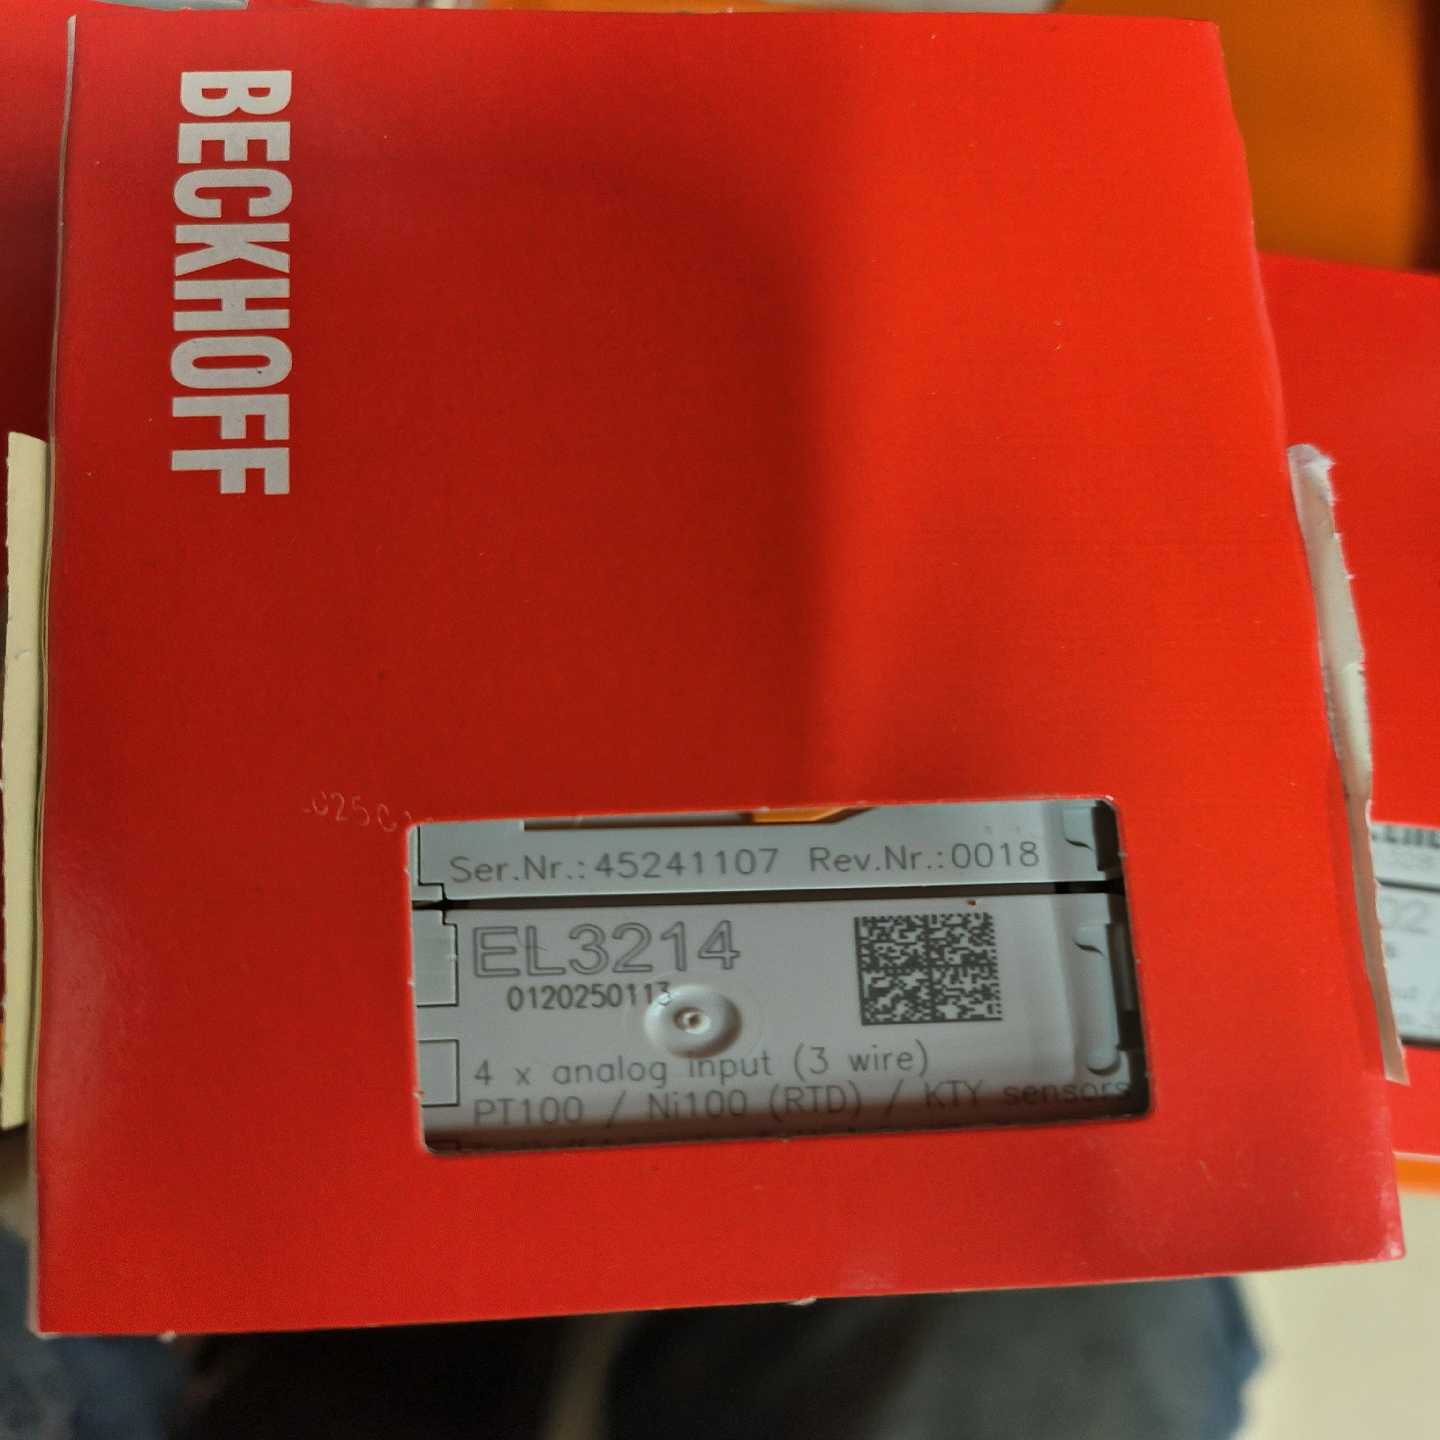 BECKHOFF
Ser.Nr.: 45241107 Rev.Nr.:0018
EL3214
0120250113
4 x analog input (3 wire)
PT100 / Ni100 (RTD) / KTY sensors
02